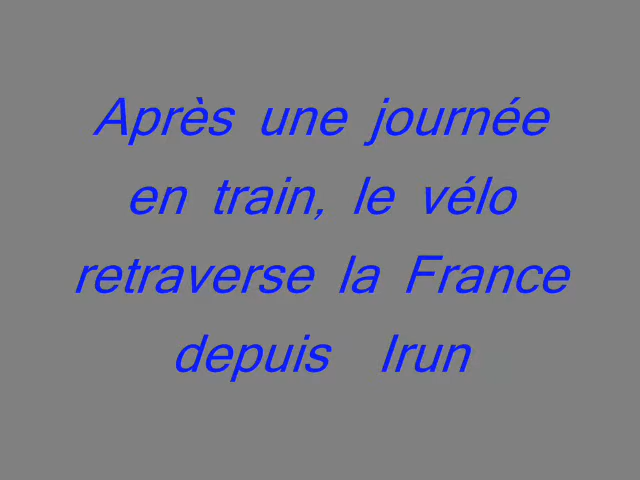 Après une journée
en train, le vélo
retraverse la France
depuis Irun